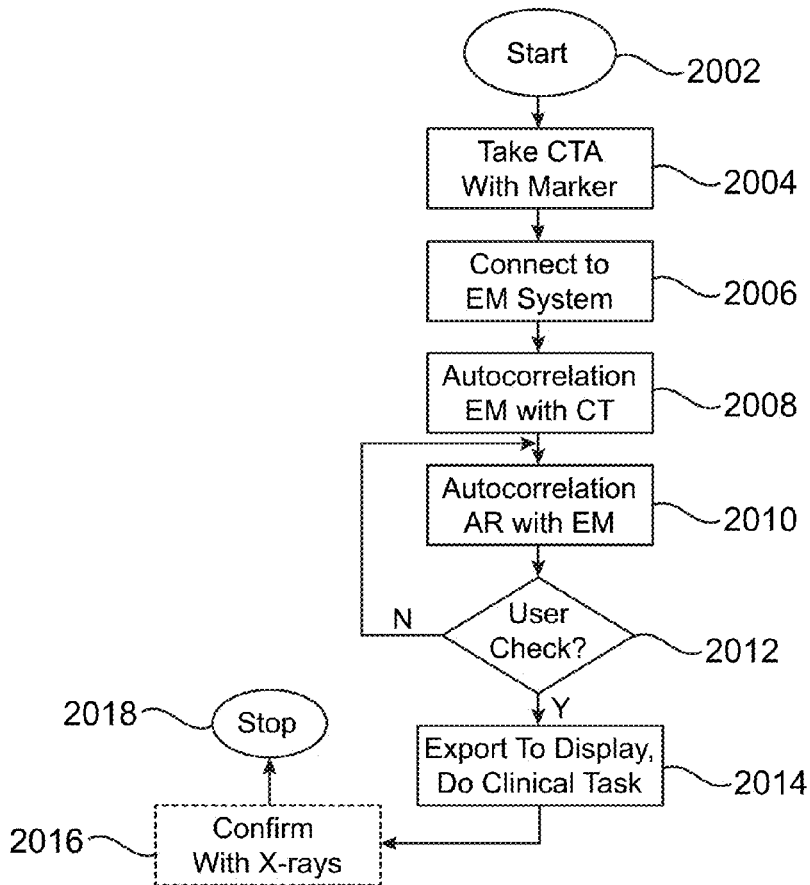 Start
2002
Take CTA
With Marker
2004
Connect to
EM System
2006
Autocorrelation
EM with CT
2008
Autocorrelation
AR with EM
2010
User
Check?
2012
N
Y
Export To Display,
Do Clinical Task
2014
Confirm
With X-rays
2016
Stop
2018